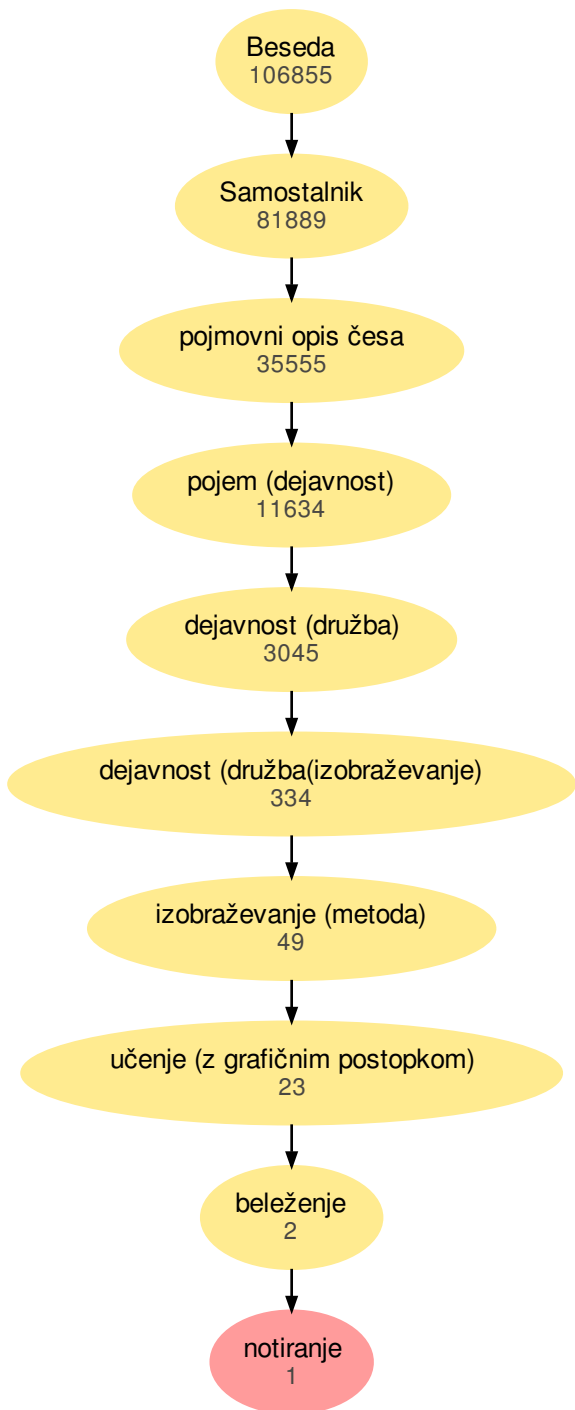 Beseda
106855
Samostalnik
81889
pojmovni opis česa
35555
pojem (dejavnost)
11634
dejavnost (družba)
3045
dejavnost (družba(izobraževanje)
334
izobraževanje (metoda)
49
učenje (z grafičnim postopkom)
23
beleženje
2
notiranje
1